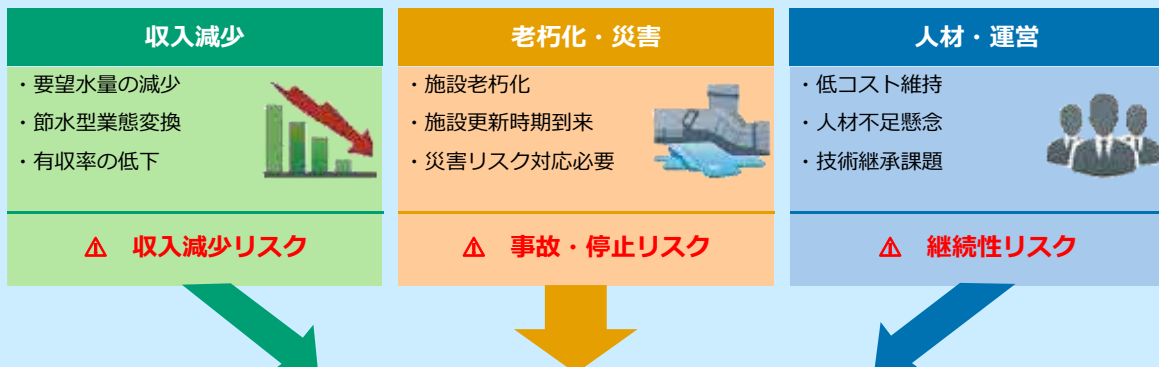 収入減少
・要望水量の減少
・節水型業態変換
・有収率の低下
⚠ 収入減少リスク
老朽化・災害
・施設老朽化
・施設更新時期到来
・災害リスク対応必要
⚠ 事故・停止リスク
人材・運営
・低コスト維持
・人材不足懸念
・技術継承課題
⚠ 継続性リスク